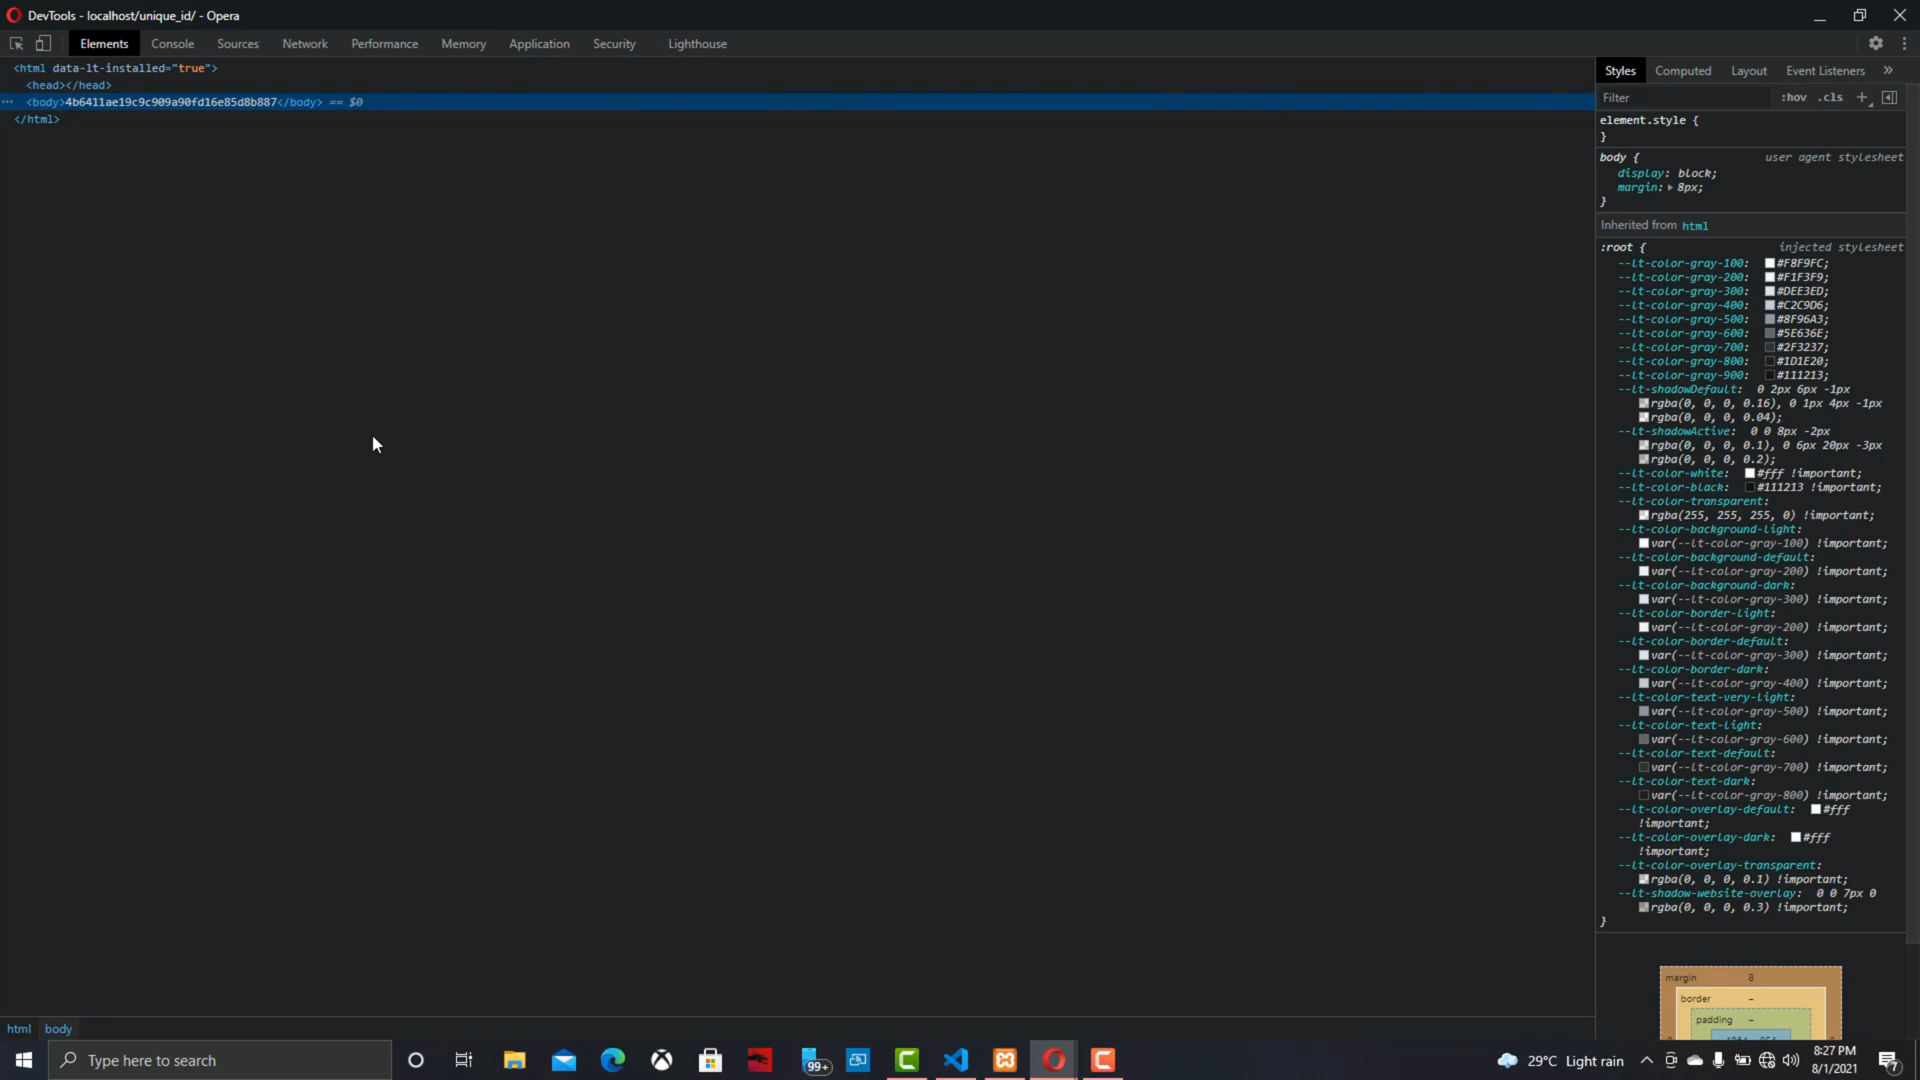 DevTools - localhost/unique_id/ - Opera
Elements
Console
Sources
Network
Performance
Memory
Application
Security
Lighthouse
<html data-lt-installed="true">
<head></head>
··· <body>4b6411ae19c9c909a90fd16e85d8b887</body> == $0
</html>
Styles
Computed
Layout
Event Listeners
»
Filter
:hov .cls +
element.style {
}
body {
user agent stylesheet
display: block;
margin: 8px;
}
Inherited from html
:root {
injected stylesheet
--lt-color-gray-100: #F8F9FC;
--lt-color-gray-200: #F1F3F9;
--lt-color-gray-300: #DEE3ED;
--lt-color-gray-400: #C2C9D6;
--lt-color-gray-500: #8F96A3;
--lt-color-gray-600: #5E636E;
--lt-color-gray-700: #2F3237;
--lt-color-gray-800: #1D1E20;
--lt-color-gray-900: #111213;
--lt-shadowDefault: 0 2px 6px -1px
rgba(0, 0, 0, 0.16), 0 1px 4px -1px
rgba(0, 0, 0, 0.04);
--lt-shadowActive: 0 0 8px -2px
rgba(0, 0, 0, 0.1), 0 6px 20px -3px
rgba(0, 0, 0, 0.2);
--lt-color-white: #fff !important;
--lt-color-black: #111213 !important;
--lt-color-transparent:
rgba(255, 255, 255, 0) !important;
--lt-color-background-light:
var(--lt-color-gray-100) !important;
--lt-color-background-default:
var(--lt-color-gray-200) !important;
--lt-color-background-dark:
var(--lt-color-gray-300) !important;
--lt-color-border-light:
var(--lt-color-gray-200) !important;
--lt-color-border-default:
var(--lt-color-gray-300) !important;
--lt-color-border-dark:
var(--lt-color-gray-400) !important;
--lt-color-text-very-light:
var(--lt-color-gray-500) !important;
--lt-color-text-light:
var(--lt-color-gray-600) !important;
--lt-color-text-default:
var(--lt-color-gray-700) !important;
--lt-color-text-dark:
var(--lt-color-gray-800) !important;
--lt-color-overlay-default: #fff
!important;
--lt-color-overlay-dark: #fff
!important;
--lt-color-overlay-transparent:
rgba(0, 0, 0, 0.1) !important;
--lt-shadow-website-overlay: 0 0 7px 0
rgba(0, 0, 0, 0.3) !important;
}
margin 8
border –
padding –
html body
Type here to search
99+
29°C Light rain
8:27 PM
8/1/2021
7